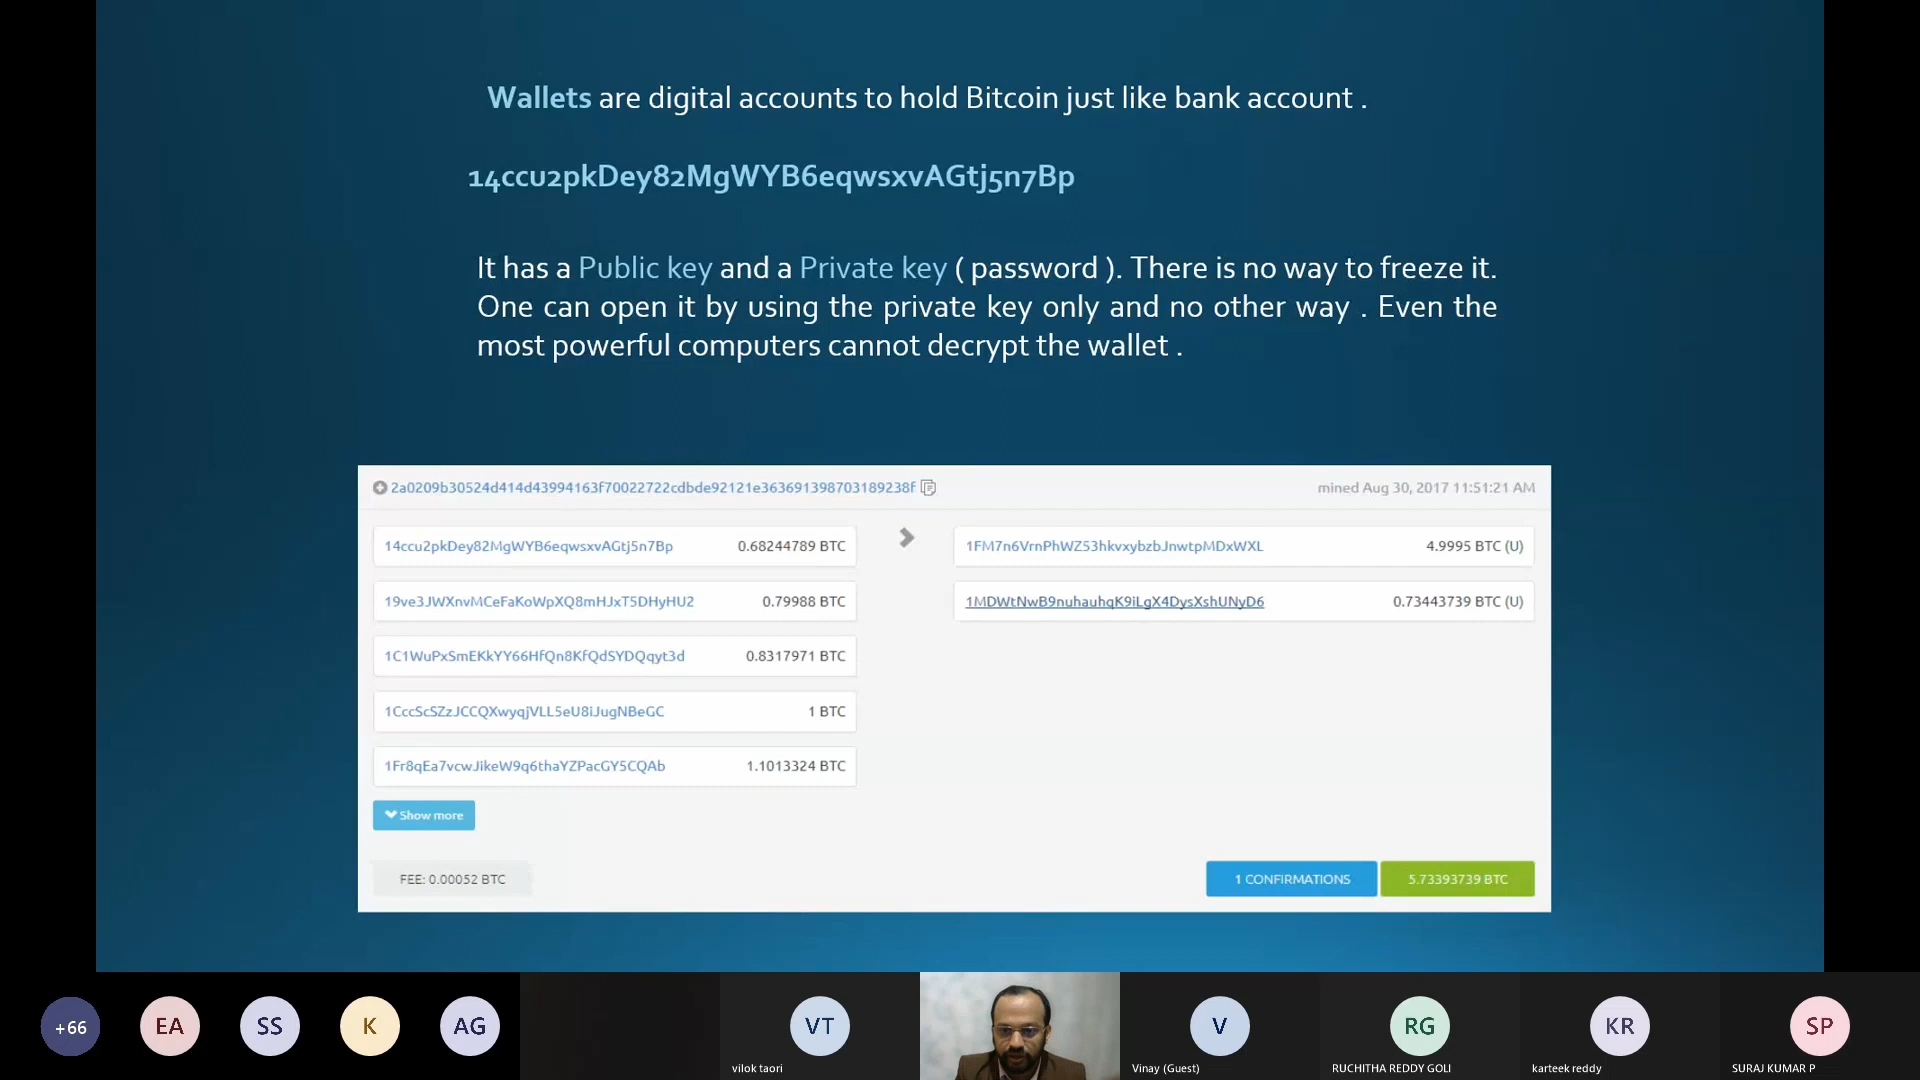 Wallets are digital accounts to hold Bitcoin just like bank account .
14ccu2pkDey82MgWYB6eqwsxvAGtj5n7Bp
It has a Public key and a Private key ( password ). There is no way to freeze it.
One can open it by using the private key only and no other way . Even the
most powerful computers cannot decrypt the wallet .
2a0209b30524d414d43994163f70022722cdbde92121e363691398703189238f mined Aug 30, 2017 11:51:21 AM
14ccu2pkDey82MgWYB6eqwsxvAGtj5n7Bp 0.68244789 BTC
1FM7n6VrnPhWZ53hkvxybzbJnwtpMDxWXL 4.9995 BTC (U)
19ve3JWXnvMCeFaKoWpXQ8mHJxT5DHyHU2 0.79988 BTC
1MDWtNwB9nuhauhqK9iLgX4DysXshUNyD6 0.73443739 BTC (U)
1C1WuPxSmEKkYY66HfQn8KfQdSYDQqyt3d 0.8317971 BTC
1CccScSZzJCCQXwyqjVLL5eU8iJugNBeGC 1 BTC
1Fr8qEa7vcwJikeW9q6thaYZPacGY5CQAb 1.1013324 BTC
Show more
FEE: 0.00052 BTC
1 CONFIRMATIONS
5.73393739 BTC
+66
EA
SS
K
AG
VT
V
RG
KR
SP
vilok taori
Vinay (Guest)
RUCHITHA REDDY GOLI
karteek reddy
SURAJ KUMAR P